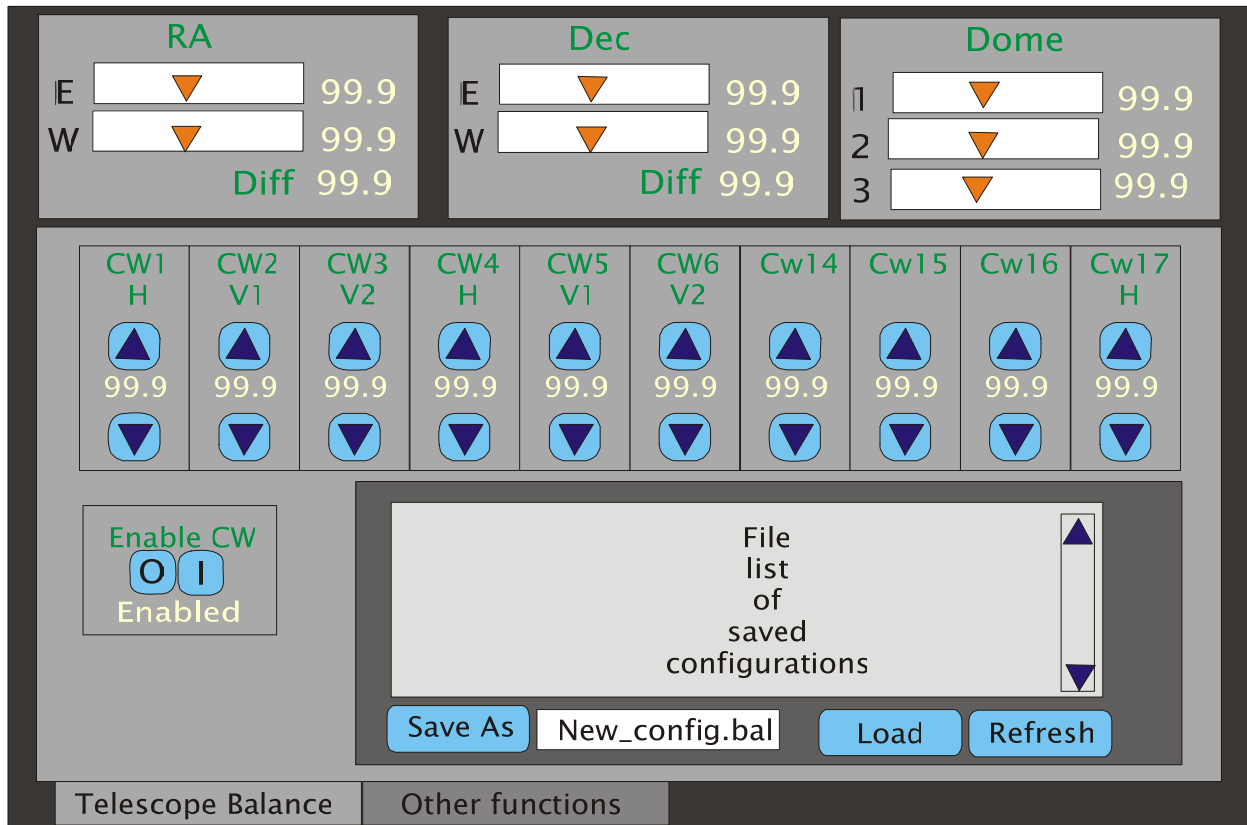 RA
E 99.9
W 99.9
Diff 99.9
Dec
E 99.9
W 99.9
Diff 99.9
Dome
1 99.9
2 99.9
3 99.9
CW1 CW2 CW3 CW4 CW5 CW6 Cw14 Cw15 Cw16 Cw17
H V1 V2 H V1 V2 H
99.9 99.9 99.9 99.9 99.9 99.9 99.9 99.9 99.9 99.9
Enable CW
O I
Enabled
File
list
of
saved
configurations
Save As New_config.bal Load Refresh
Telescope Balance Other functions